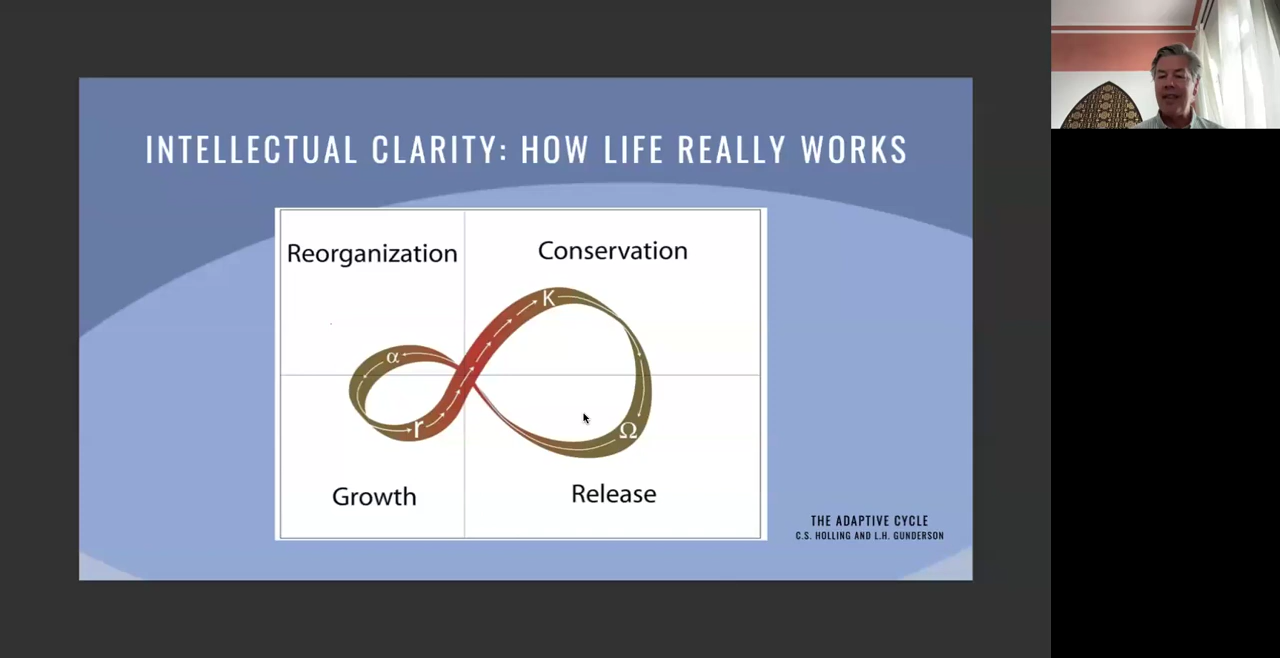 INTELLECTUAL CLARITY: HOW LIFE REALLY WORKS
Reorganization
Conservation
K
α
r
Ω
Growth
Release
THE ADAPTIVE CYCLE
C.S. HOLLING AND L.H. GUNDERSON